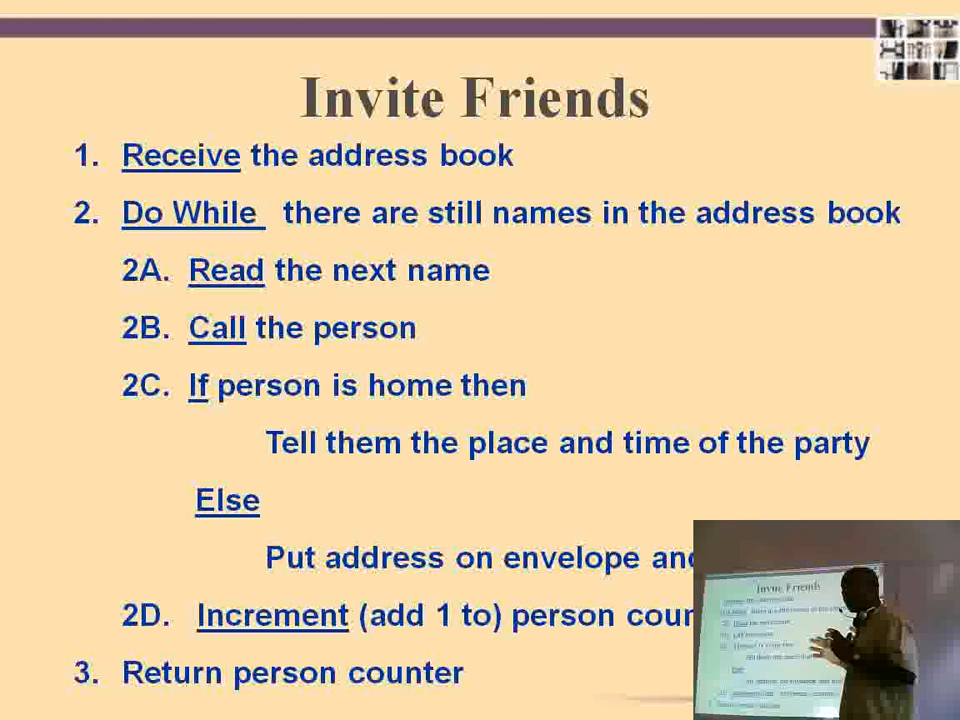 Invite Friends
1. Receive the address book
2. Do While there are still names in the address book
2A. Read the next name
2B. Call the person
2C. If person is home then
Tell them the place and time of the party
Else
Put address on envelope and
2D. Increment (add 1 to) person
3. Return person counter
Invite Friends